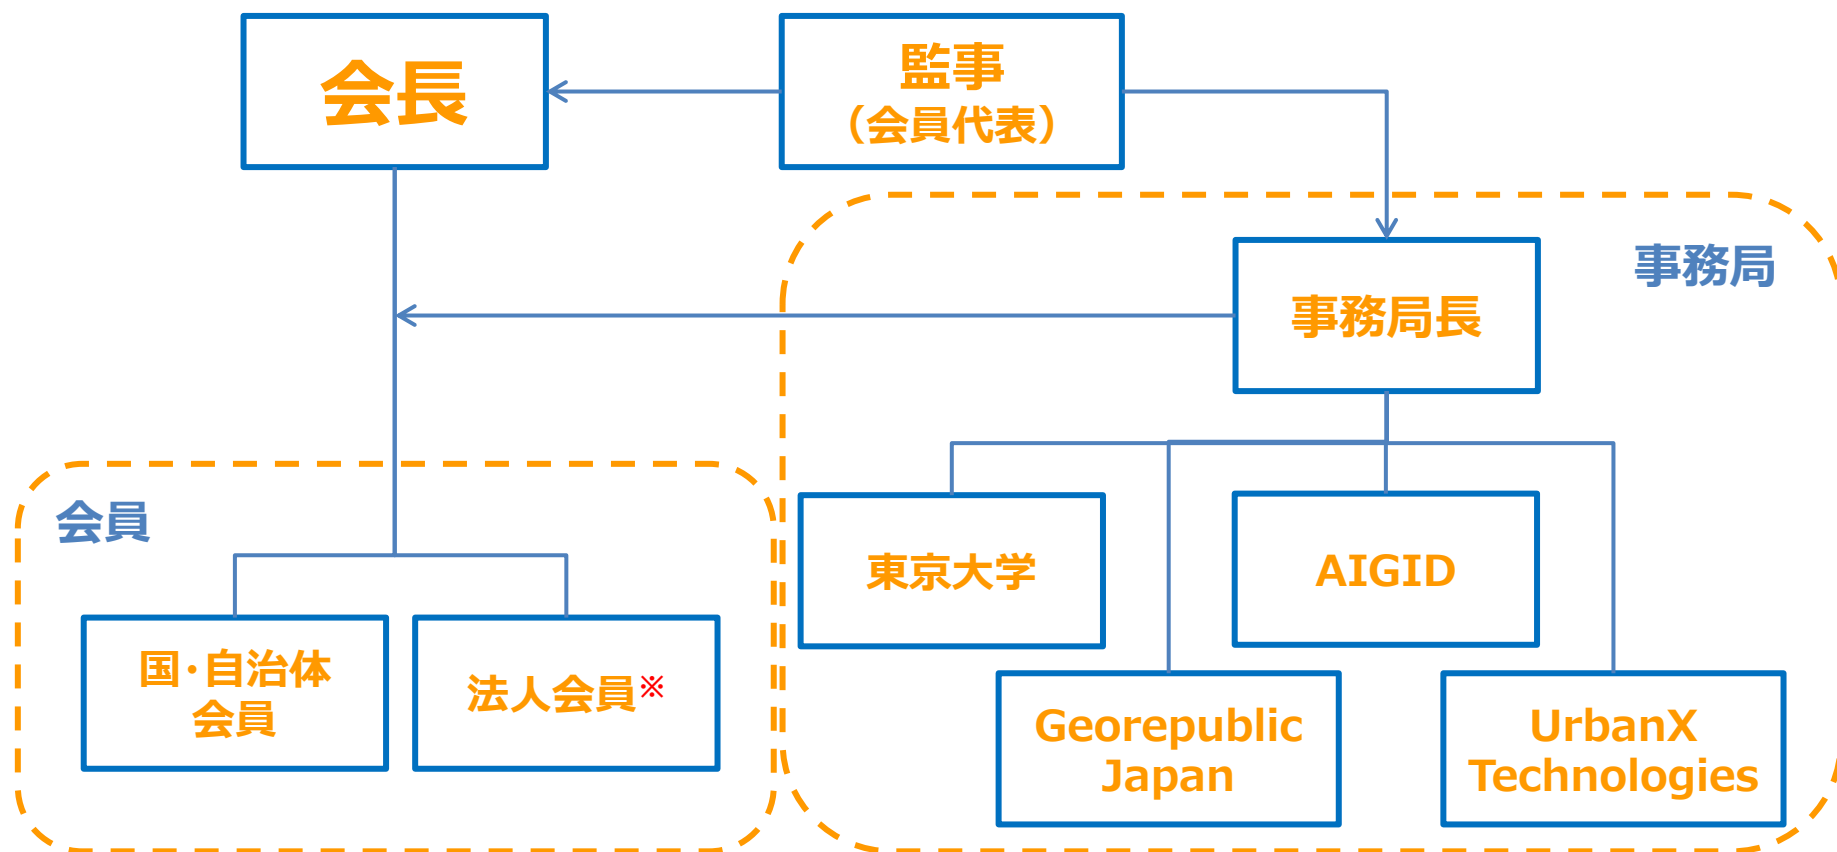 会長
監事
（会員代表）
事務局
事務局長
会員
東京大学
AIGID
国・自治体
会員
法人会員※
Georepublic
Japan
UrbanX
Technologies